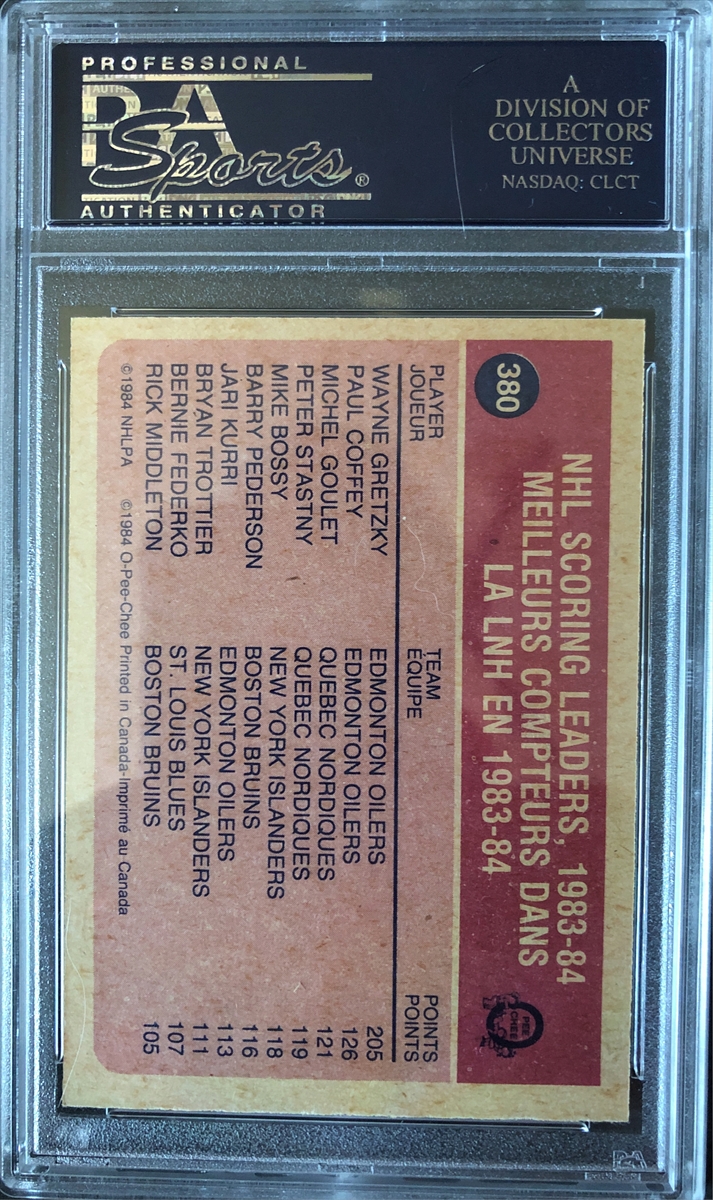 PROFESSIONAL
PSA
Sports®
AUTHENTICATOR
A
DIVISION OF
COLLECTORS
UNIVERSE
NASDAQ: CLCT
380
NHL SCORING LEADERS, 1983-84
MEILLEURS COMPTEURS DANS
LA LNH EN 1983-84
O
PEE
CHEE
PLAYER TEAM POINTS
JOUEUR ÉQUIPE POINTS
WAYNE GRETZKY EDMONTON OILERS 205
PAUL COFFEY EDMONTON OILERS 126
MICHEL GOULET QUEBEC NORDIQUES 121
PETER STASTNY QUEBEC NORDIQUES 119
MIKE BOSSY NEW YORK ISLANDERS 118
BARRY PEDERSON BOSTON BRUINS 116
JARI KURRI EDMONTON OILERS 113
BRYAN TROTTIER NEW YORK ISLANDERS 111
BERNIE FEDERKO ST. LOUIS BLUES 107
RICK MIDDLETON BOSTON BRUINS 105
©1984 NHLPA ©1984 O-Pee-Chee Printed in Canada-imprimé au Canada
PSA